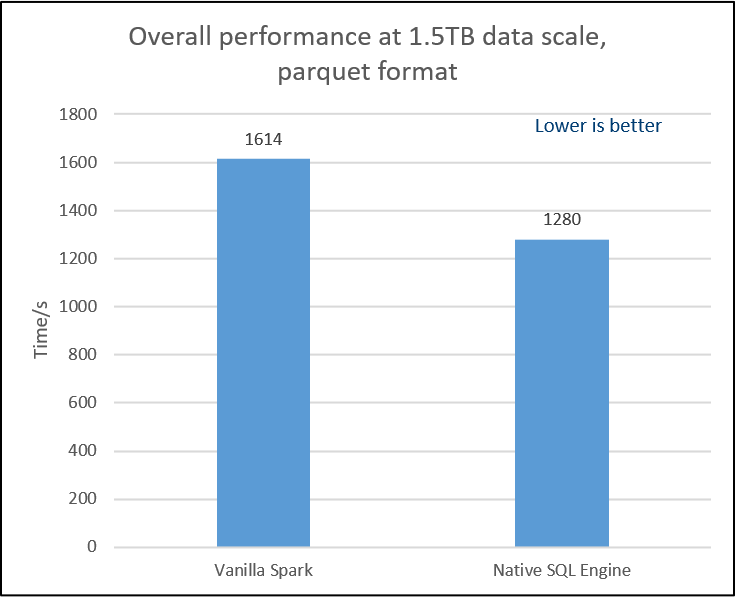 Overall performance at 1.5TB data scale,
parquet format
Lower is better
1800
1600
1400
1200
1000
800
600
400
200
0
Time/s
1614
1280
Vanilla Spark
Native SQL Engine